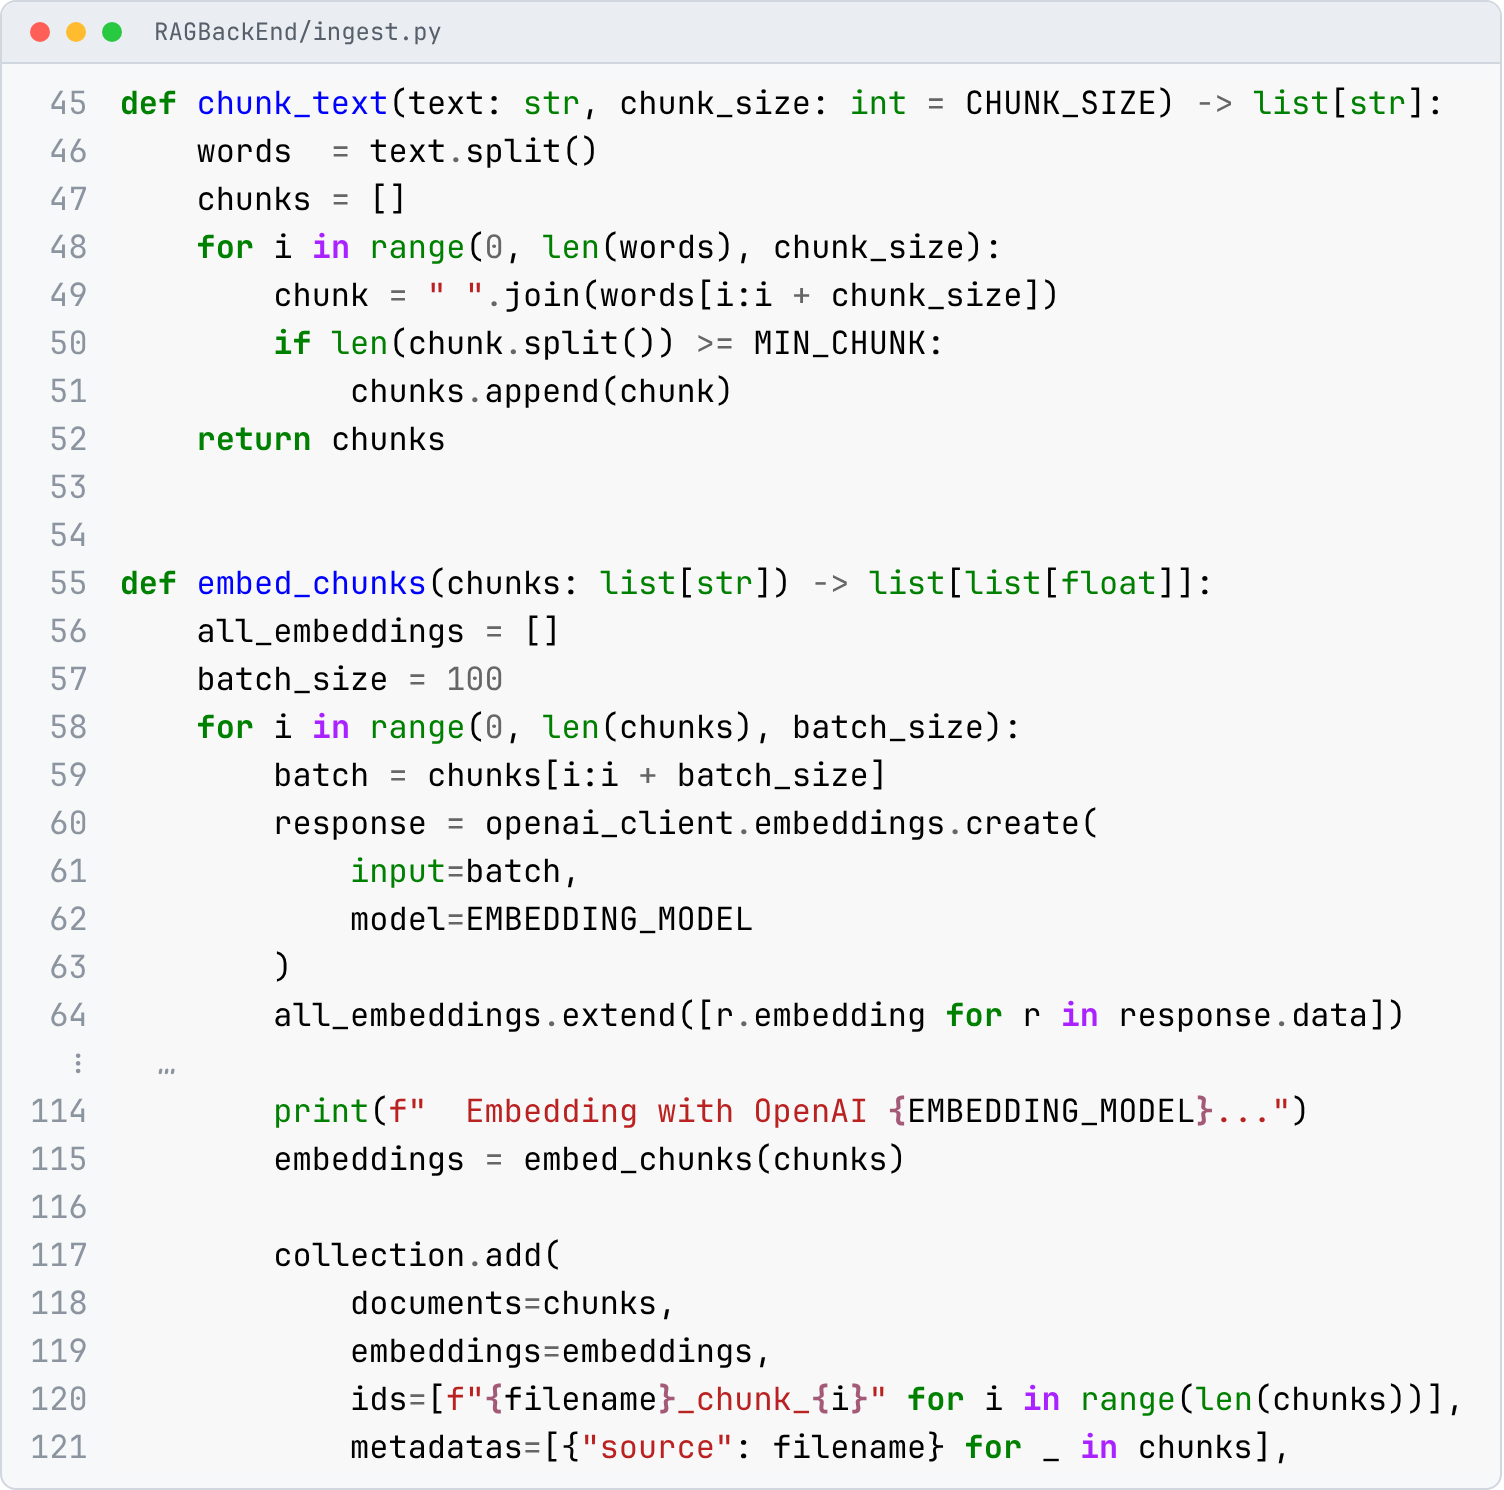 RAGBackEnd/ingest.py
45 def chunk_text(text: str, chunk_size: int = CHUNK_SIZE) -> list[str]:
46     words  = text.split()
47     chunks = []
48     for i in range(0, len(words), chunk_size):
49         chunk = " ".join(words[i:i + chunk_size])
50         if len(chunk.split()) >= MIN_CHUNK:
51             chunks.append(chunk)
52     return chunks
53
54
55 def embed_chunks(chunks: list[str]) -> list[list[float]]:
56     all_embeddings = []
57     batch_size = 100
58     for i in range(0, len(chunks), batch_size):
59         batch = chunks[i:i + batch_size]
60         response = openai_client.embeddings.create(
61             input=batch,
62             model=EMBEDDING_MODEL
63         )
64         all_embeddings.extend([r.embedding for r in response.data])
⋮   …
114         print(f"  Embedding with OpenAI {EMBEDDING_MODEL}...")
115         embeddings = embed_chunks(chunks)
116
117         collection.add(
118             documents=chunks,
119             embeddings=embeddings,
120             ids=[f"{filename}_chunk_{i}" for i in range(len(chunks))],
121             metadatas=[{"source": filename} for _ in chunks],